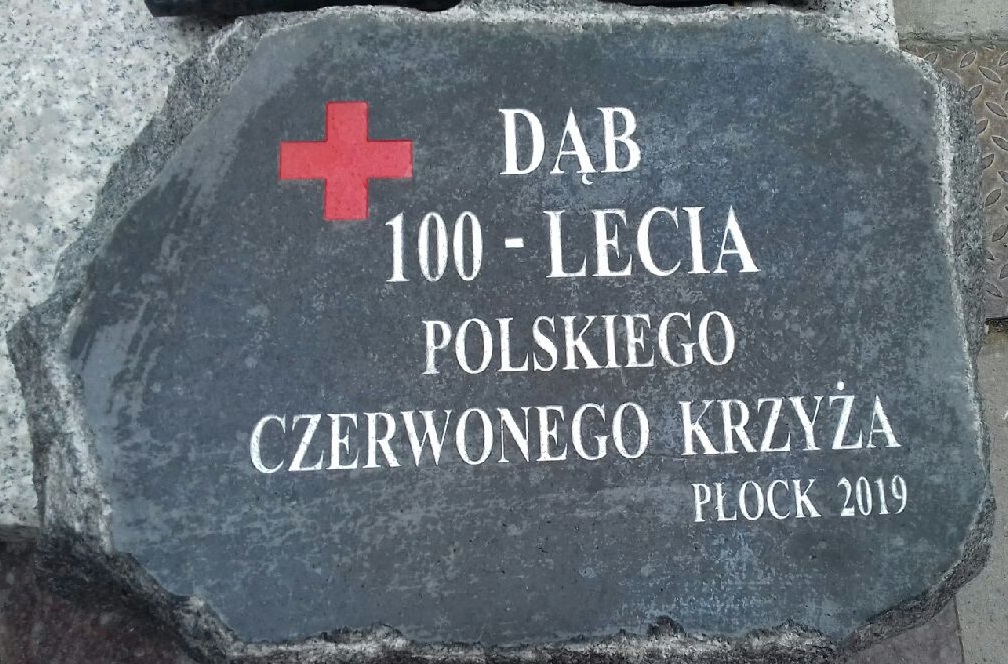 DĄB
100 - LECIA
POLSKIEGO
CZERWONEGO KRZYŻA
PŁOCK 2019